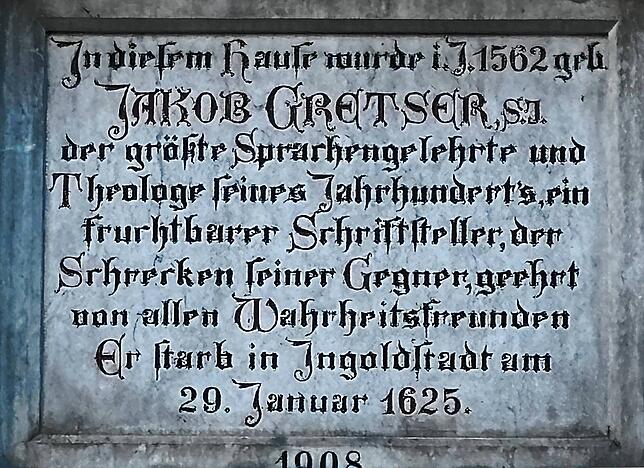 In diesem Hause wurde i. J. 1562 geb.
JAKOB GRETSER, S.J.
der größte Sprachengelehrte und
Theologe seines Jahrhundert's, ein
fruchtbarer Schriftsteller, der
Schrecken seiner Gegner, geehrt
von allen Wahrheitsfreunden
Er starb in Ingoldstadt am
29. Januar 1625.
1908